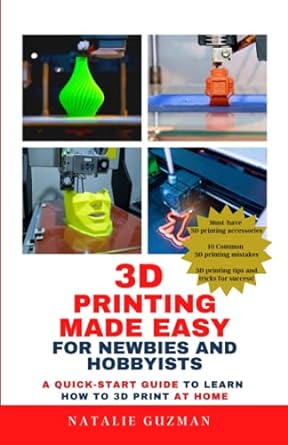 Must-have
3D printing accessories
10 Common
3D printing mistakes
3D printing tips and
tricks for success!
3D
PRINTING
MADE EASY
FOR NEWBIES AND
HOBBYISTS
A QUICK-START GUIDE TO LEARN
HOW TO 3D PRINT AT HOME
NATALIE GUZMAN